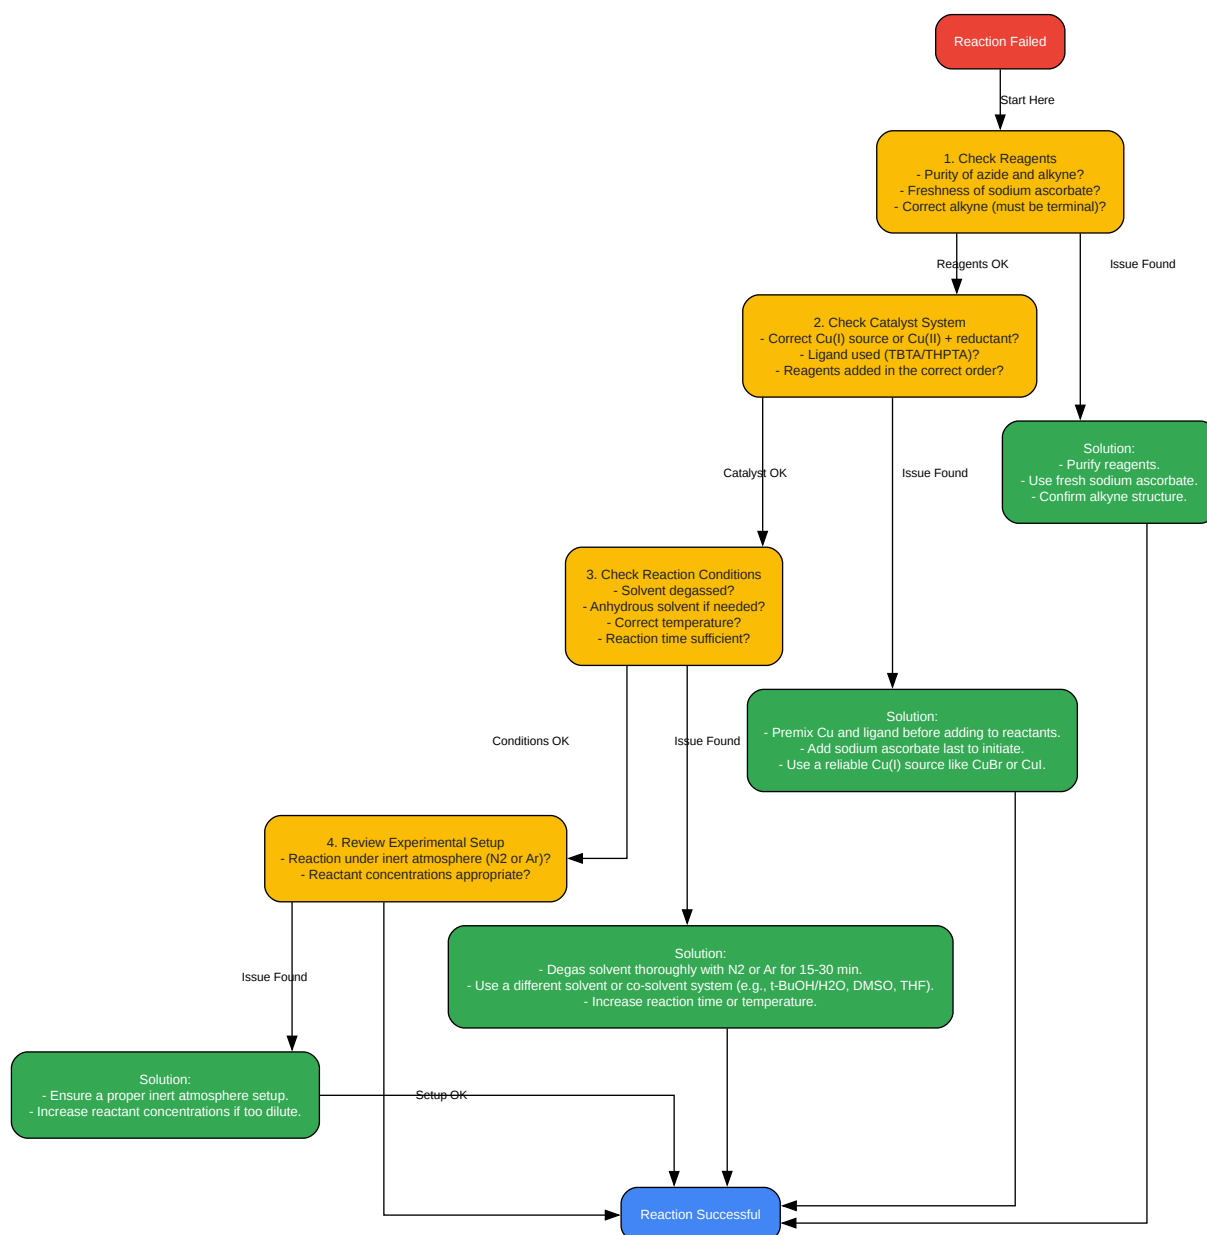 Reaction Failed
Start Here
1. Check Reagents
- Purity of azide and alkyne?
- Freshness of sodium ascorbate?
- Correct alkyne (must be terminal)?
Reagents OK
Issue Found
2. Check Catalyst System
- Correct Cu(I) source or Cu(II) + reductant?
- Ligand used (TBTA/THPTA)?
- Reagents added in the correct order?
Catalyst OK
Issue Found
Solution:
- Purify reagents.
- Use fresh sodium ascorbate.
- Confirm alkyne structure.
3. Check Reaction Conditions
- Solvent degassed?
- Anhydrous solvent if needed?
- Correct temperature?
- Reaction time sufficient?
Conditions OK
Issue Found
Solution:
- Premix Cu and ligand before adding to reactants.
- Add sodium ascorbate last to initiate.
- Use a reliable Cu(I) source like CuBr or CuI.
4. Review Experimental Setup
- Reaction under inert atmosphere (N2 or Ar)?
- Reactant concentrations appropriate?
Issue Found
Solution:
- Degas solvent thoroughly with N2 or Ar for 15-30 min.
- Use a different solvent or co-solvent system (e.g., t-BuOH/H2O, DMSO, THF).
- Increase reaction time or temperature.
Solution:
- Ensure a proper inert atmosphere setup.
- Increase reactant concentrations if too dilute.
Setup OK
Reaction Successful